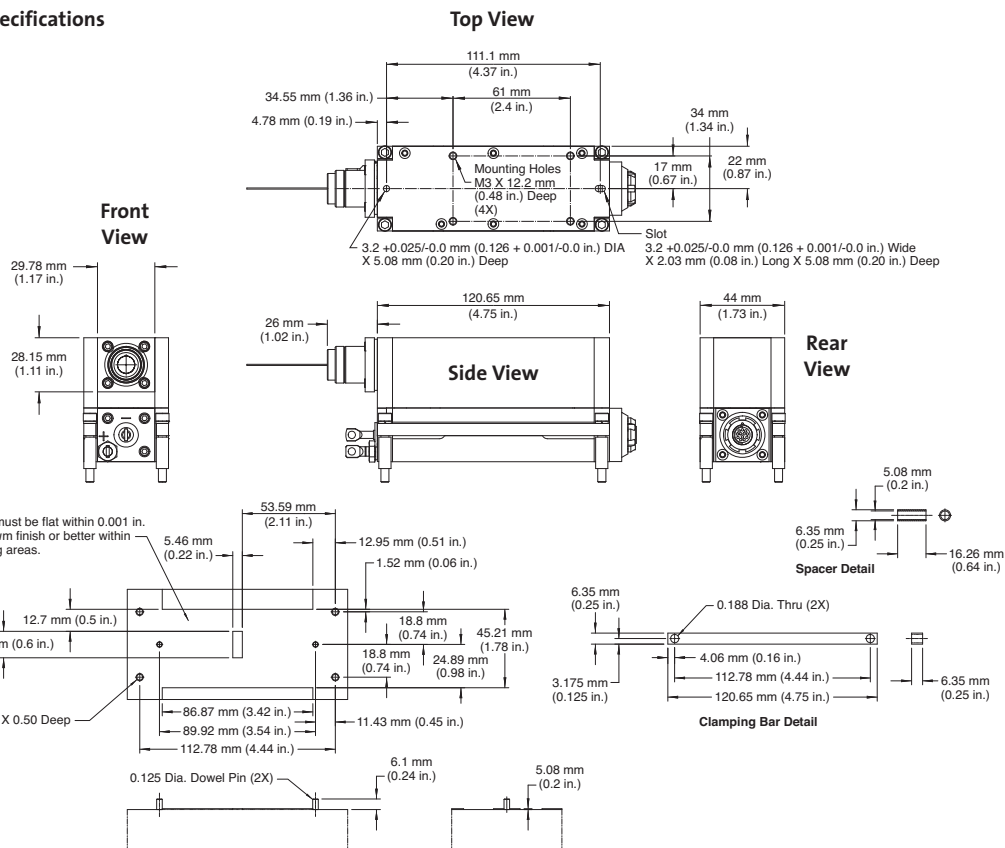 ecifications
Top View
111.1 mm
(4.37 in.)
34.55 mm (1.36 in.)
61 mm
(2.4 in.)
4.78 mm (0.19 in.)
34 mm
(1.34 in.)
17 mm
(0.67 in.)
22 mm
(0.87 in.)
Mounting Holes
M3 X 12.2 mm
(0.48 in.) Deep
(4X)
3.2 +0.025/-0.0 mm (0.126 + 0.001/-0.0 in.) DIA
X 5.08 mm (0.20 in.) Deep
Slot
3.2 +0.025/-0.0 mm (0.126 + 0.001/-0.0 in.) Wide
X 2.03 mm (0.08 in.) Long X 5.08 mm (0.20 in.) Deep
Front
View
29.78 mm
(1.17 in.)
28.15 mm
(1.11 in.)
+
–
120.65 mm
(4.75 in.)
26 mm
(1.02 in.)
Side View
44 mm
(1.73 in.)
Rear
View
must be flat within 0.001 in.
m finish or better within
g areas.
5.46 mm
(0.22 in.)
53.59 mm
(2.11 in.)
12.95 mm (0.51 in.)
1.52 mm (0.06 in.)
12.7 mm (0.5 in.)
m (0.6 in.)
18.8 mm
(0.74 in.)
18.8 mm
(0.74 in.)
45.21 mm
(1.78 in.)
24.89 mm
(0.98 in.)
X 0.50 Deep
86.87 mm (3.42 in.)
89.92 mm (3.54 in.)
112.78 mm (4.44 in.)
11.43 mm (0.45 in.)
0.125 Dia. Dowel Pin (2X)
6.1 mm
(0.24 in.)
5.08 mm
(0.2 in.)
5.08 mm
(0.2 in.)
6.35 mm
(0.25 in.)
16.26 mm
(0.64 in.)
Spacer Detail
6.35 mm
(0.25 in.)
0.188 Dia. Thru (2X)
3.175 mm
(0.125 in.)
4.06 mm (0.16 in.)
112.78 mm (4.44 in.)
120.65 mm (4.75 in.)
6.35 mm
(0.25 in.)
Clamping Bar Detail